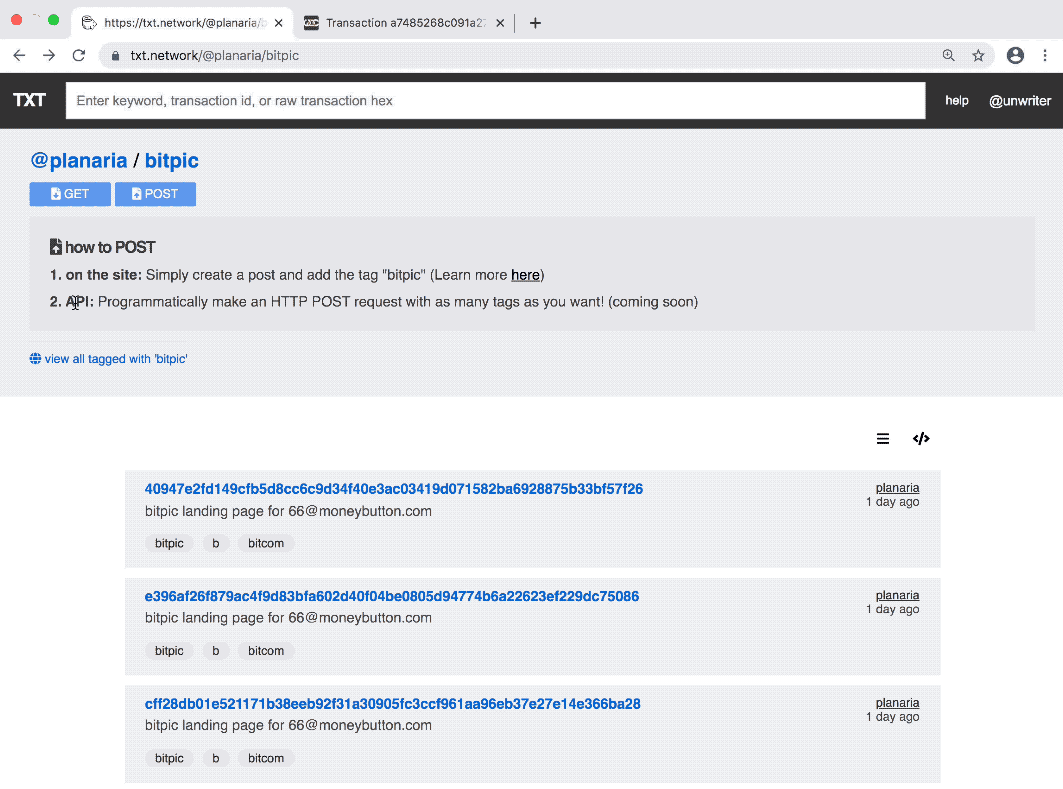 https://txt.network/@planaria/b
Transaction a7485268c091a2
txt.network/@planaria/bitpic
TXT
Enter keyword, transaction id, or raw transaction hex
help
@unwriter
@planaria / bitpic
GET
POST
how to POST
1. on the site: Simply create a post and add the tag "bitpic" (Learn more here)
2. API: Programmatically make an HTTP POST request with as many tags as you want! (coming soon)
view all tagged with 'bitpic'
40947e2fd149cfb5d8cc6c9d34f40e3ac03419d071582ba6928875b33bf57f26
planaria
bitpic landing page for 66@moneybutton.com
1 day ago
bitpic b bitcom
e396af26f879ac4f9d83bfa602d40f04be0805d94774b6a22623ef229dc75086
planaria
bitpic landing page for 66@moneybutton.com
1 day ago
bitpic b bitcom
cff28db01e521171b38eeb92f31a30905fc3ccf961aa96eb37e27e14e366ba28
planaria
bitpic landing page for 66@moneybutton.com
1 day ago
bitpic b bitcom